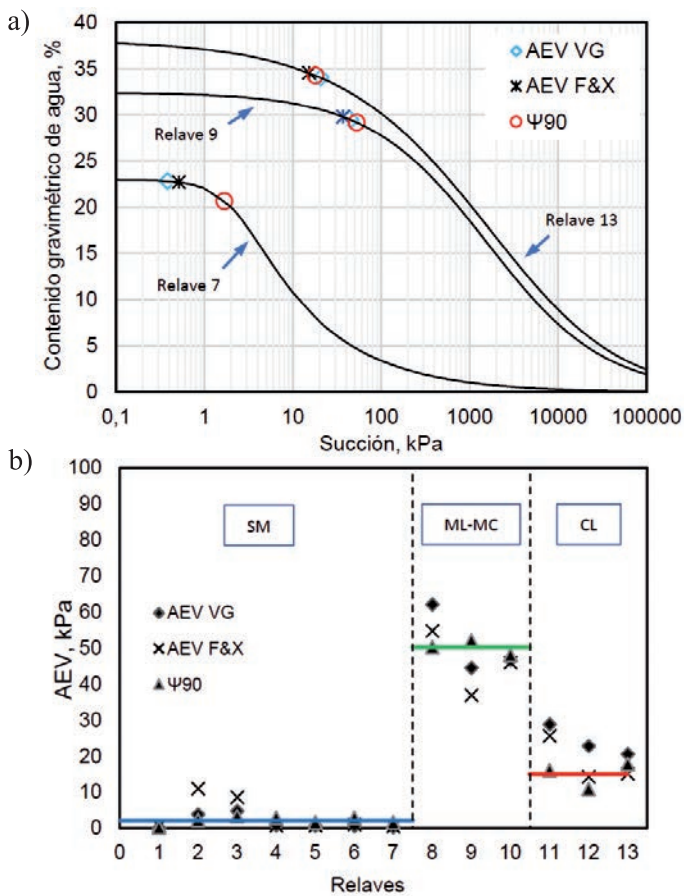 a)
Contenido gravimétrico de agua, %
40
35
30
25
20
15
10
5
0
AEV VG
AEV F&X
Ψ90
Relave 9
Relave 13
Relave 7
0,1
1
10
100
1000
10000
100000
Succión, kPa
b)
AEV, kPa
100
90
80
70
60
50
40
30
20
10
0
SM
ML-MC
CL
AEV VG
AEV F&X
Ψ90
0
1
2
3
4
5
6
7
8
9
10
11
12
13
Relaves